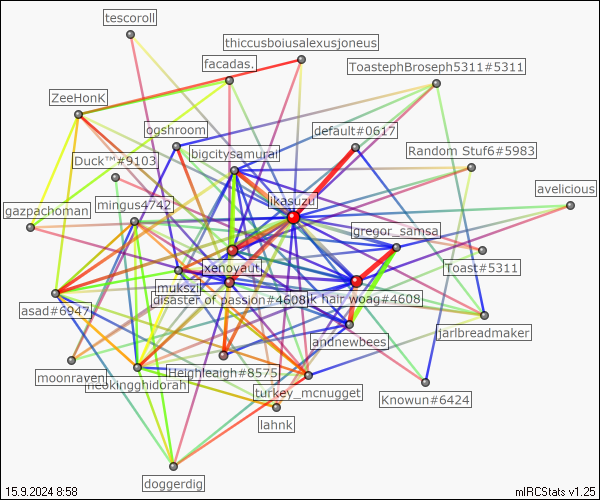 tescoroll
thiccusboiusalexusjoneus
facadas.
ToastephBroseph5311#5311
ZeeHonK
ogshroom
default#0617
bigcitysamurai
Random Stuf6#5983
Duck™#9103
avelicious
ikasuzu
mingus4742
gazpachoman
gregor_samsa
xenoyaut
Toast#5311
muksz
disaster of passion#4608
k hair woag#4608
asad#6947
jarlbreadmaker
andnewbees
moonraven
Heighleigh#8575
neokingghidorah
turkey_mcnugget
Knowun#6424
lahnk
doggerdig
15.9.2024 8:58
mIRCStats v1.25